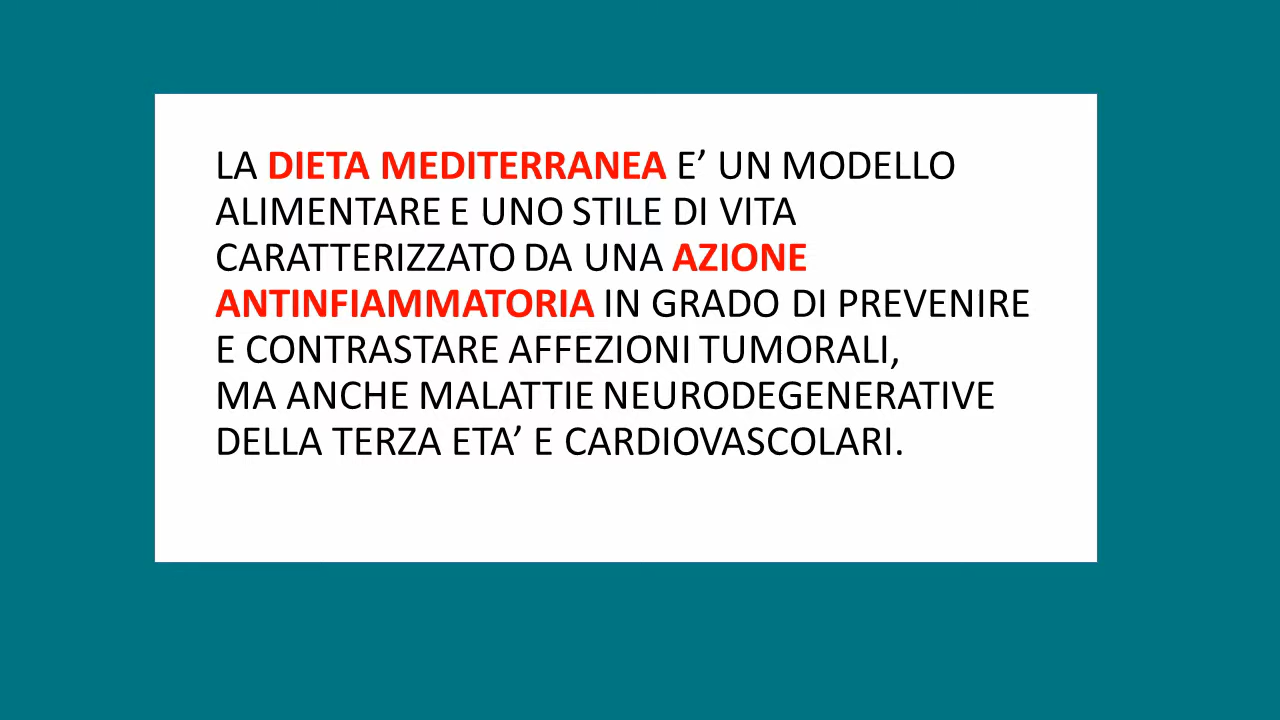 LA DIETA MEDITERRANEA E’ UN MODELLO
ALIMENTARE E UNO STILE DI VITA
CARATTERIZZATO DA UNA AZIONE
ANTINFIAMMATORIA IN GRADO DI PREVENIRE
E CONTRASTARE AFFEZIONI TUMORALI,
MA ANCHE MALATTIE NEURODEGENERATIVE
DELLA TERZA ETA’ E CARDIOVASCOLARI.